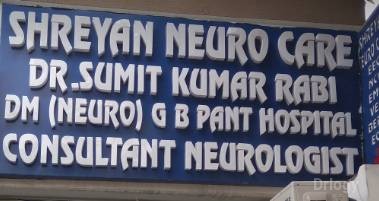 SHREYAN NEURO CARE
DR.SUMIT KUMAR RABI
DM (NEURO) G B PANT HOSPITAL
CONSULTANT NEUROLOGIST